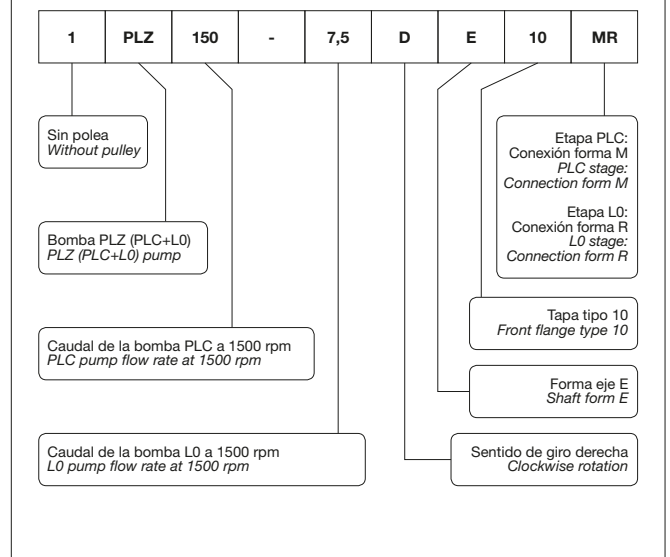 1 PLZ 150 - 7,5 D E 10 MR
Sin polea
Without pulley
Bomba PLZ (PLC+L0)
PLZ (PLC+L0) pump
Caudal de la bomba PLC a 1500 rpm
PLC pump flow rate at 1500 rpm
Caudal de la bomba L0 a 1500 rpm
L0 pump flow rate at 1500 rpm
Etapa PLC:
Conexión forma M
PLC stage:
Connection form M
Etapa L0:
Conexión forma R
L0 stage:
Connection form R
Tapa tipo 10
Front flange type 10
Forma eje E
Shaft form E
Sentido de giro derecha
Clockwise rotation